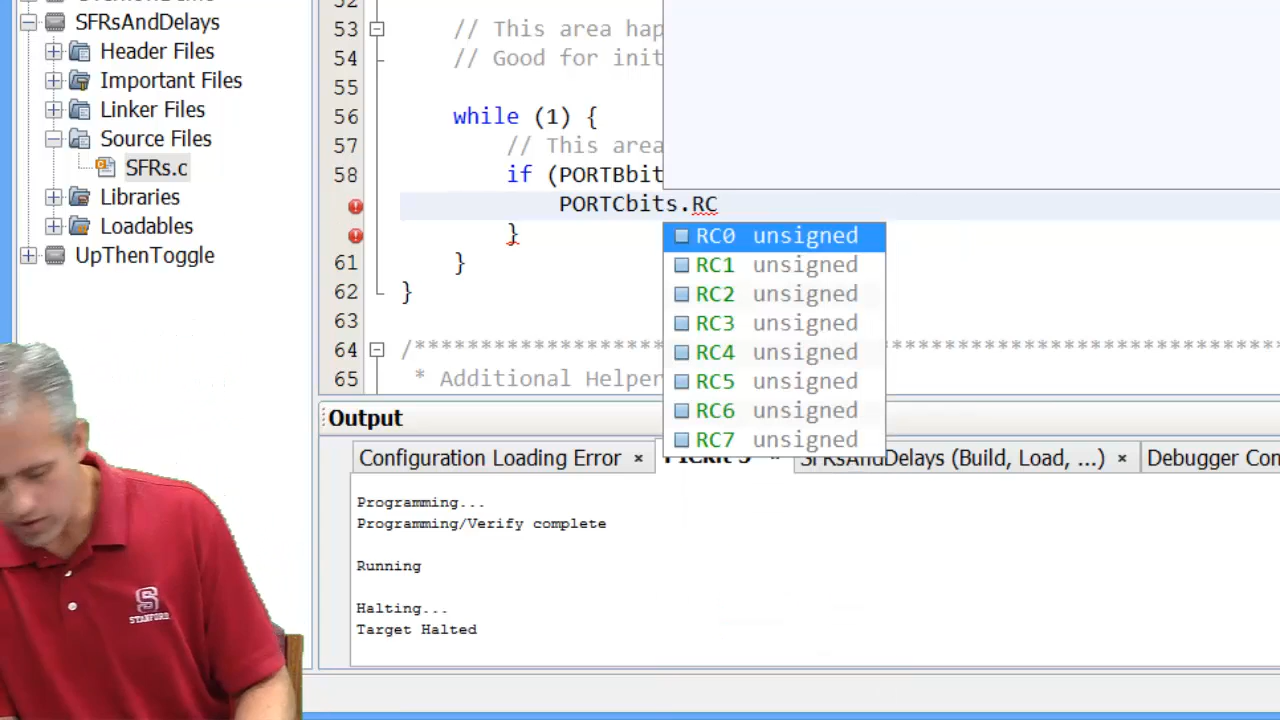 SFRsAndDelays
Header Files
Important Files
Linker Files
Source Files
SFRs.c
Libraries
Loadables
UpThenToggle
53 // This area hap
54 // Good for init
55
56 while (1) {
57 // This area
58 if (PORTBbit
PORTCbits.RC
}
61 }
62 }
63
64 /****************************************
65 * Additional Helper
RC0 unsigned
RC1 unsigned
RC2 unsigned
RC3 unsigned
RC4 unsigned
RC5 unsigned
RC6 unsigned
RC7 unsigned
Output
Configuration Loading Error × SFRsAndDelays (Build, Load, ...) × Debugger Con
Programming...
Programming/Verify complete
Running
Halting...
Target Halted
S
STANFORD